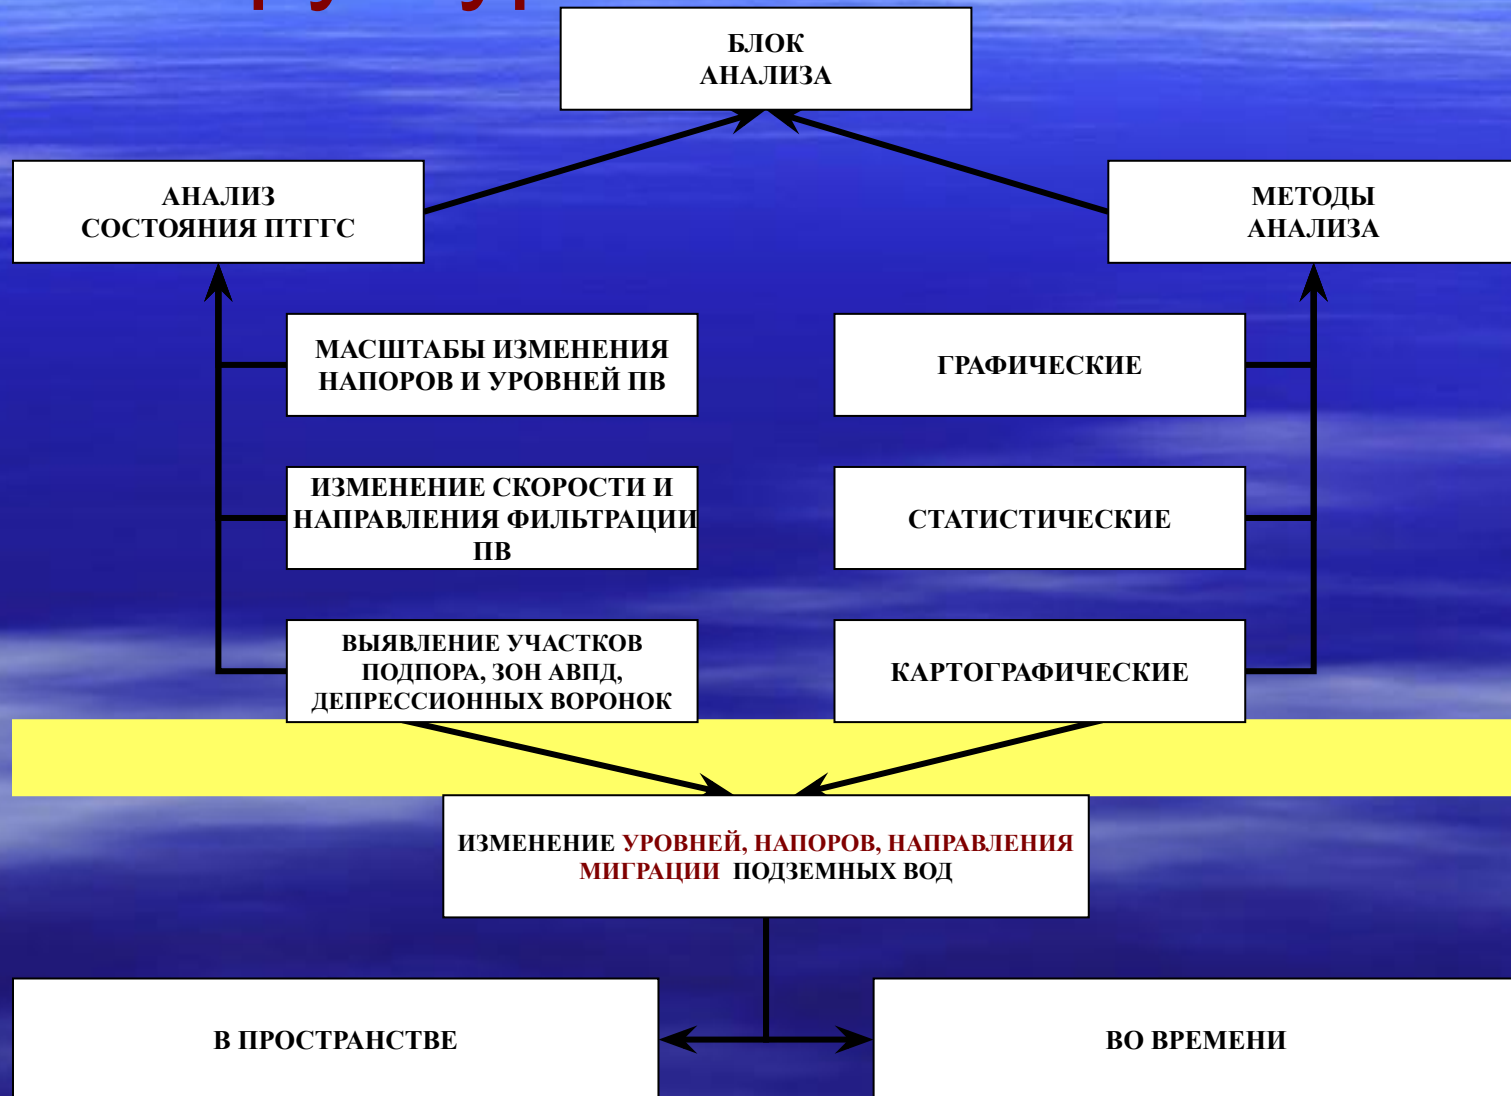 БЛОК
АНАЛИЗА
АНАЛИЗ
СОСТОЯНИЯ ПТГГС
МЕТОДЫ
АНАЛИЗА
МАСШТАБЫ ИЗМЕНЕНИЯ
НАПОРОВ И УРОВНЕЙ ПВ
ГРАФИЧЕСКИЕ
ИЗМЕНЕНИЕ СКОРОСТИ И
НАПРАВЛЕНИЯ ФИЛЬТРАЦИИ
ПВ
СТАТИСТИЧЕСКИЕ
ВЫЯВЛЕНИЕ УЧАСТКОВ
ПОДПОРА, ЗОН АВПД,
ДЕПРЕССИОННЫХ ВОРОНОК
КАРТОГРАФИЧЕСКИЕ
ИЗМЕНЕНИЕ УРОВНЕЙ, НАПОРОВ, НАПРАВЛЕНИЯ
МИГРАЦИИ ПОДЗЕМНЫХ ВОД
В ПРОСТРАНСТВЕ
ВО ВРЕМЕНИ